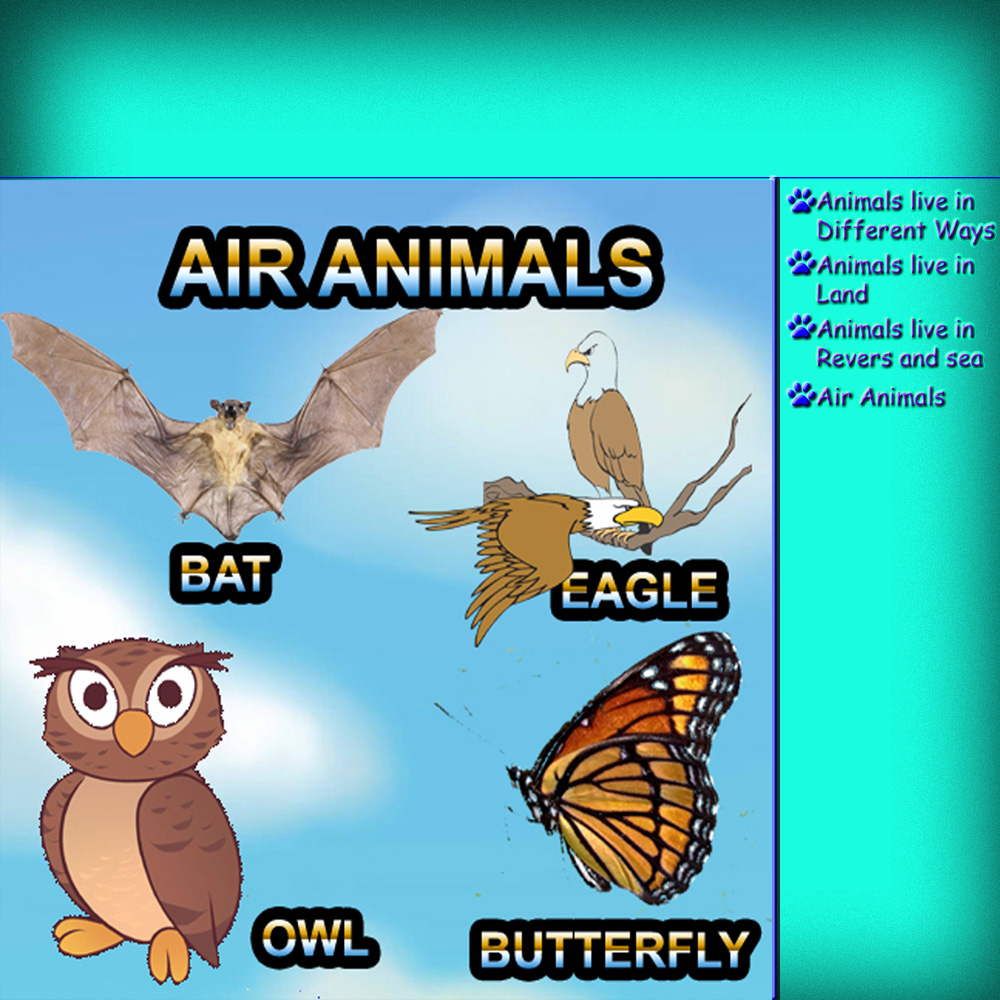 AIR ANIMALS
BAT
EAGLE
OWL
BUTTERFLY
Animals live in
Different Ways
Animals live in
Land
Animals live in
Revers and sea
Air Animals